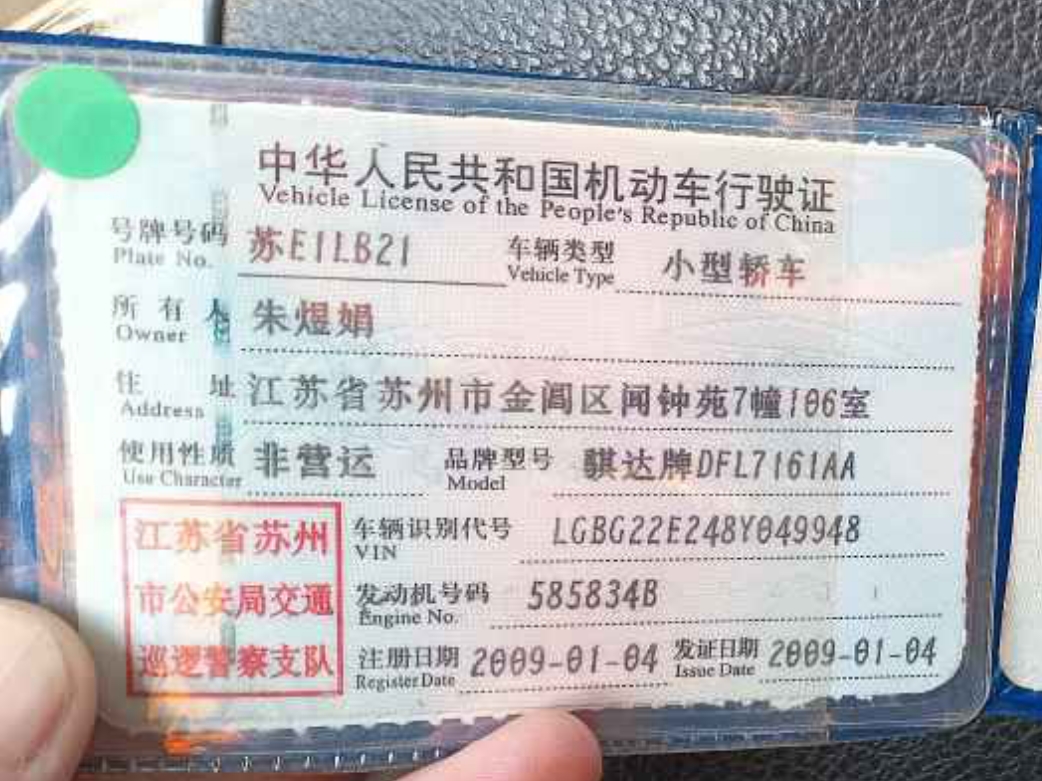 中华人民共和国机动车行驶证
Vehicle License of the People's Republic of China
号牌号码 苏E1LB21 车辆类型 小型轿车
Plate No. Vehicle Type
所有人 朱煜娟
Owner
住址 江苏省苏州市金阊区闻钟苑7幢106室
Address
使用性质 非营运 品牌型号 骐达牌DFL7161AA
Use Character Model
江苏省苏州 车辆识别代号 LGBG22E248Y049948
VIN
市公安局交通 发动机号码 585834B
Engine No.
巡逻警察支队 注册日期 2009-01-04 发证日期 2009-01-04
Register Date Issue Date